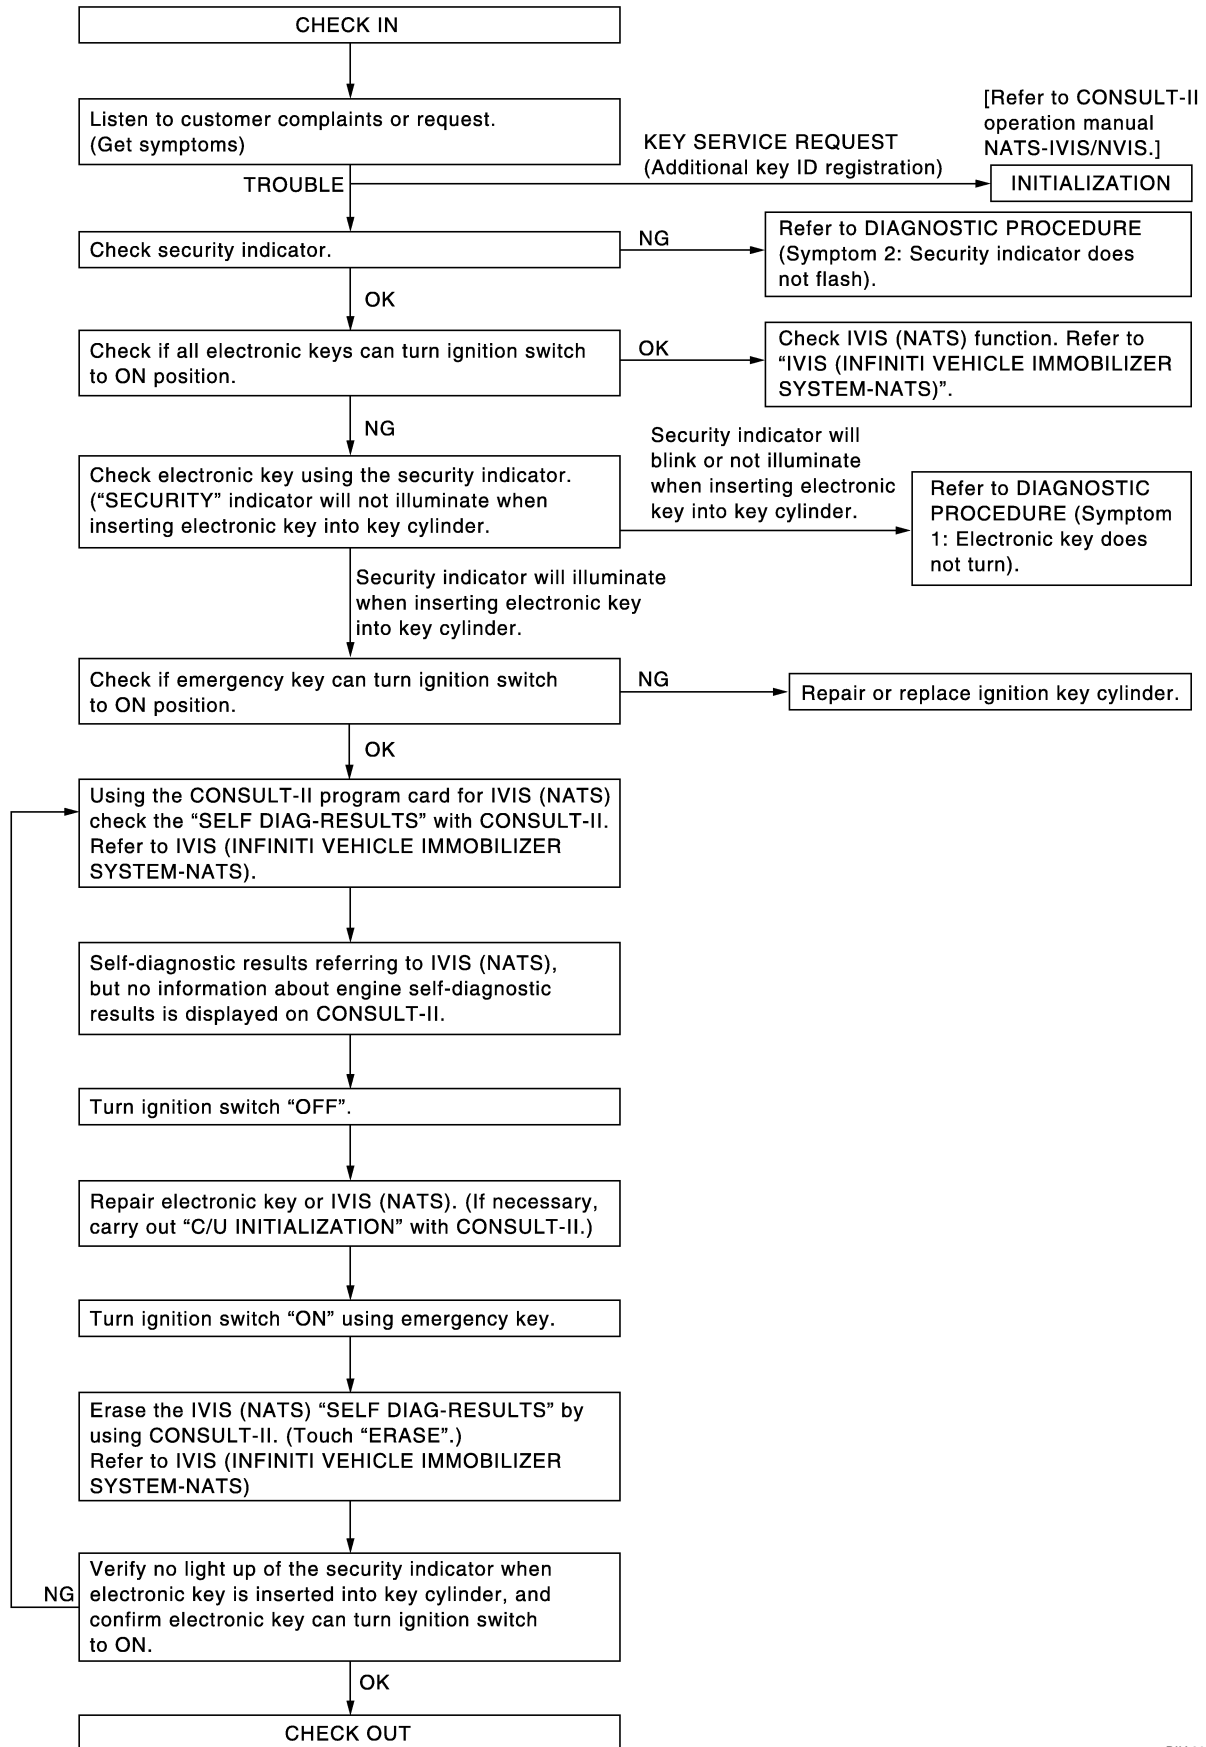 CHECK IN
Listen to customer complaints or request.
(Get symptoms)
KEY SERVICE REQUEST
(Additional key ID registration)
[Refer to CONSULT-II
operation manual
NATS-IVIS/NVIS.]
INITIALIZATION
TROUBLE
Check security indicator.
NG
Refer to DIAGNOSTIC PROCEDURE
(Symptom 2: Security indicator does
not flash).
OK
Check if all electronic keys can turn ignition switch
to ON position.
OK
Check IVIS (NATS) function. Refer to
“IVIS (INFINITI VEHICLE IMMOBILIZER
SYSTEM-NATS)”.
NG
Check electronic key using the security indicator.
(“SECURITY” indicator will not illuminate when
inserting electronic key into key cylinder.
Security indicator will
blink or not illuminate
when inserting electronic
key into key cylinder.
Refer to DIAGNOSTIC
PROCEDURE (Symptom
1: Electronic key does
not turn).
Security indicator will illuminate
when inserting electronic key
into key cylinder.
Check if emergency key can turn ignition switch
to ON position.
NG
Repair or replace ignition key cylinder.
OK
Using the CONSULT-II program card for IVIS (NATS)
check the “SELF DIAG-RESULTS” with CONSULT-II.
Refer to IVIS (INFINITI VEHICLE IMMOBILIZER
SYSTEM-NATS).
Self-diagnostic results referring to IVIS (NATS),
but no information about engine self-diagnostic
results is displayed on CONSULT-II.
Turn ignition switch “OFF”.
Repair electronic key or IVIS (NATS). (If necessary,
carry out “C/U INITIALIZATION” with CONSULT-II.)
Turn ignition switch “ON” using emergency key.
Erase the IVIS (NATS) “SELF DIAG-RESULTS” by
using CONSULT-II. (Touch “ERASE”.)
Refer to IVIS (INFINITI VEHICLE IMMOBILIZER
SYSTEM-NATS)
Verify no light up of the security indicator when
electronic key is inserted into key cylinder, and
confirm electronic key can turn ignition switch
to ON.
NG
OK
CHECK OUT